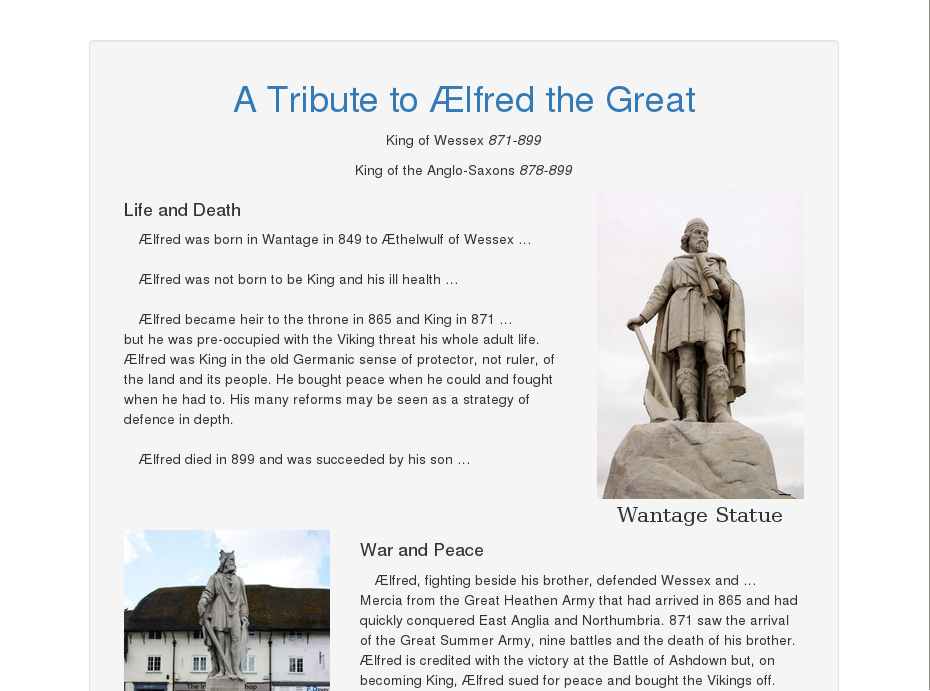 A Tribute to Ælfred the Great
King of Wessex 871-899
King of the Anglo-Saxons 878-899
Life and Death
Ælfred was born in Wantage in 849 to Æthelwulf of Wessex ...
Ælfred was not born to be King and his ill health ...
Ælfred became heir to the throne in 865 and King in 871 ...
but he was pre-occupied with the Viking threat his whole adult life.
Ælfred was King in the old Germanic sense of protector, not ruler, of
the land and its people. He bought peace when he could and fought
when he had to. His many reforms may be seen as a strategy of
defence in depth.
Ælfred died in 899 and was succeeded by his son ...
Wantage Statue
War and Peace
Ælfred, fighting beside his brother, defended Wessex and ...
Mercia from the Great Heathen Army that had arrived in 865 and had
quickly conquered East Anglia and Northumbria. 871 saw the arrival
of the Great Summer Army, nine battles and the death of his brother.
Ælfred is credited with the victory at the Battle of Ashdown but, on
becoming King, Ælfred sued for peace and bought the Vikings off.